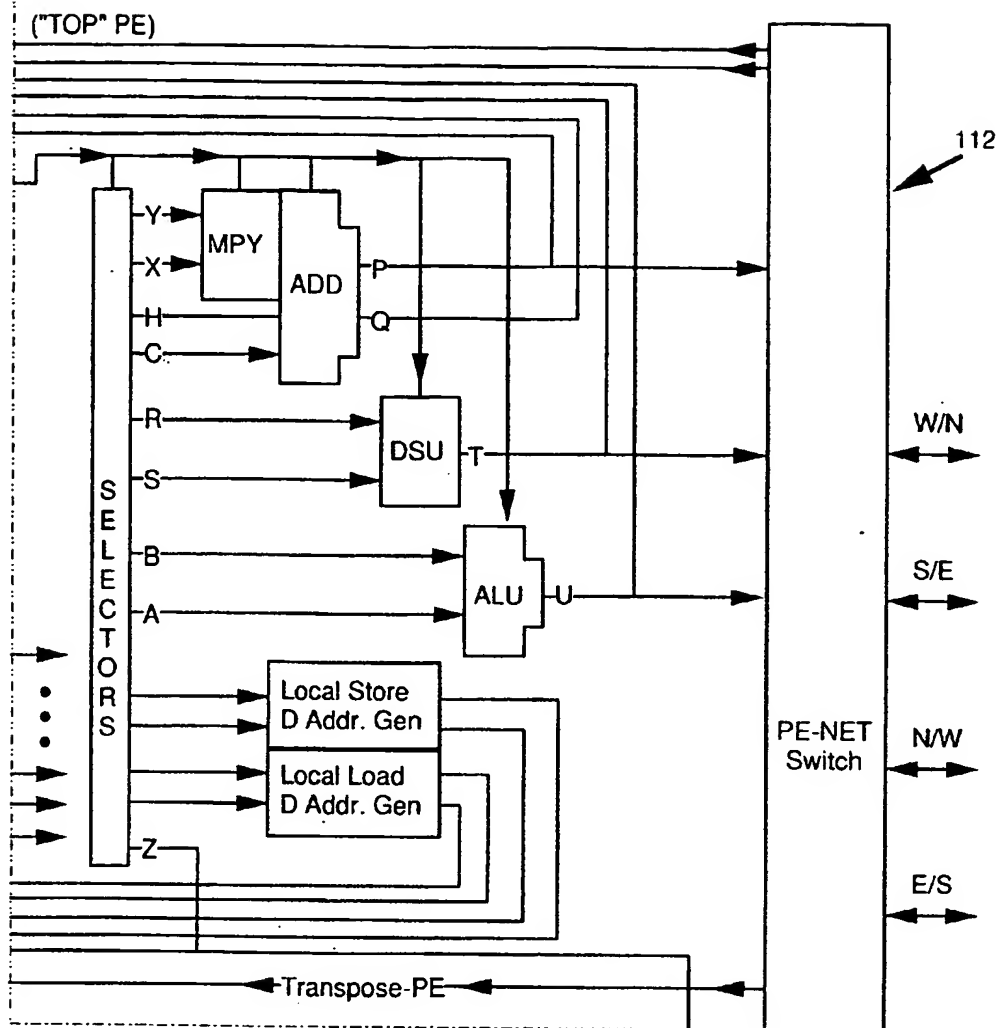 ("TOP" PE)
112
Y
MPY
X
ADD
P
H
Q
C
R
DSU
T
S
W/N
SELECTORS
B
ALU
U
S/E
A
Local Store
D Addr. Gen
PE-NET
Switch
N/W
Local Load
D Addr. Gen
Z
E/S
Transpose-PE